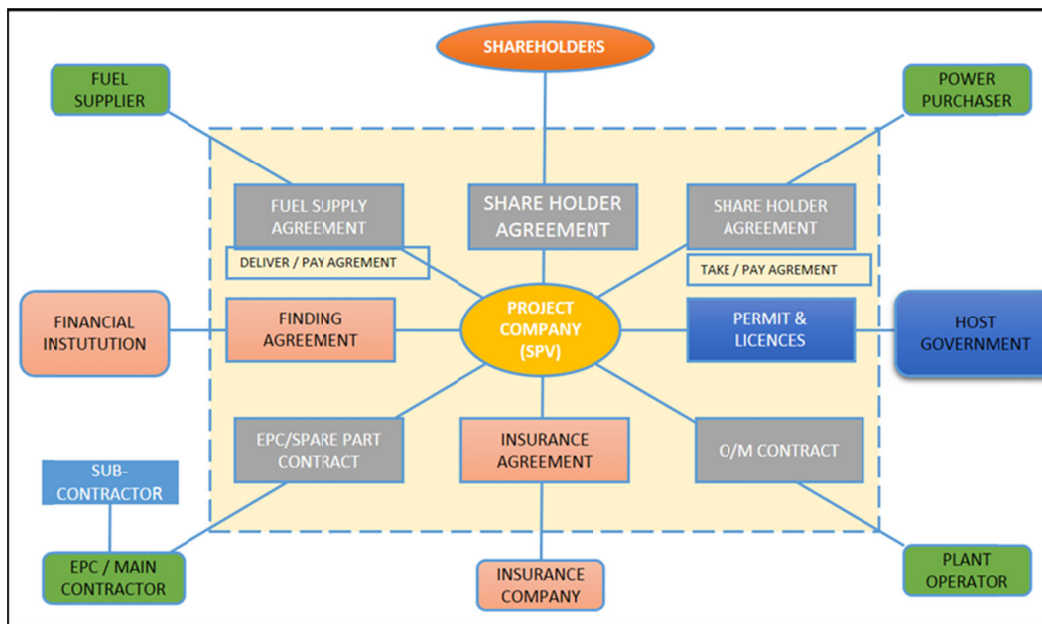 SHAREHOLDERS
FUEL
SUPPLIER
POWER
PURCHASER
FUEL SUPPLY
AGREEMENT
SHARE HOLDER
AGREEMENT
SHARE HOLDER
AGREEMENT
DELIVER / PAY AGREMENT
TAKE / PAY AGREMENT
FINANCIAL
INSTUTUTION
FINDING
AGREEMENT
PROJECT
COMPANY
(SPV)
PERMIT &
LICENCES
HOST
GOVERNMENT
EPC/SPARE PART
CONTRACT
INSURANCE
AGREEMENT
O/M CONTRACT
SUB-
CONTRACTOR
EPC / MAIN
CONTRACTOR
INSURANCE
COMPANY
PLANT
OPERATOR